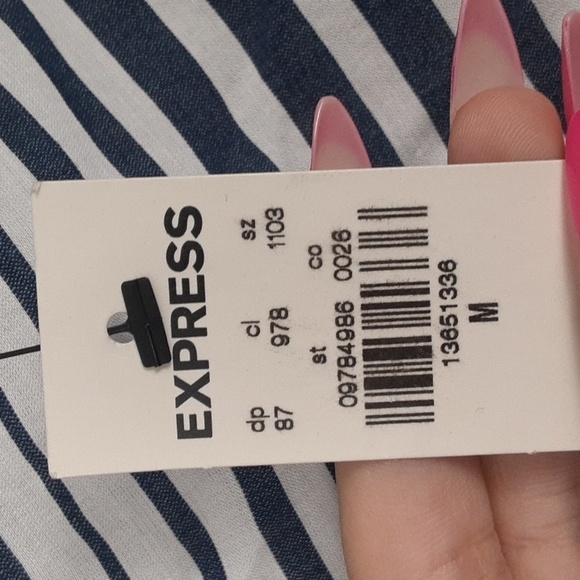 EXPRESS
dp cl sz
87 978 1103
st co
09784986 0026
13651336
M